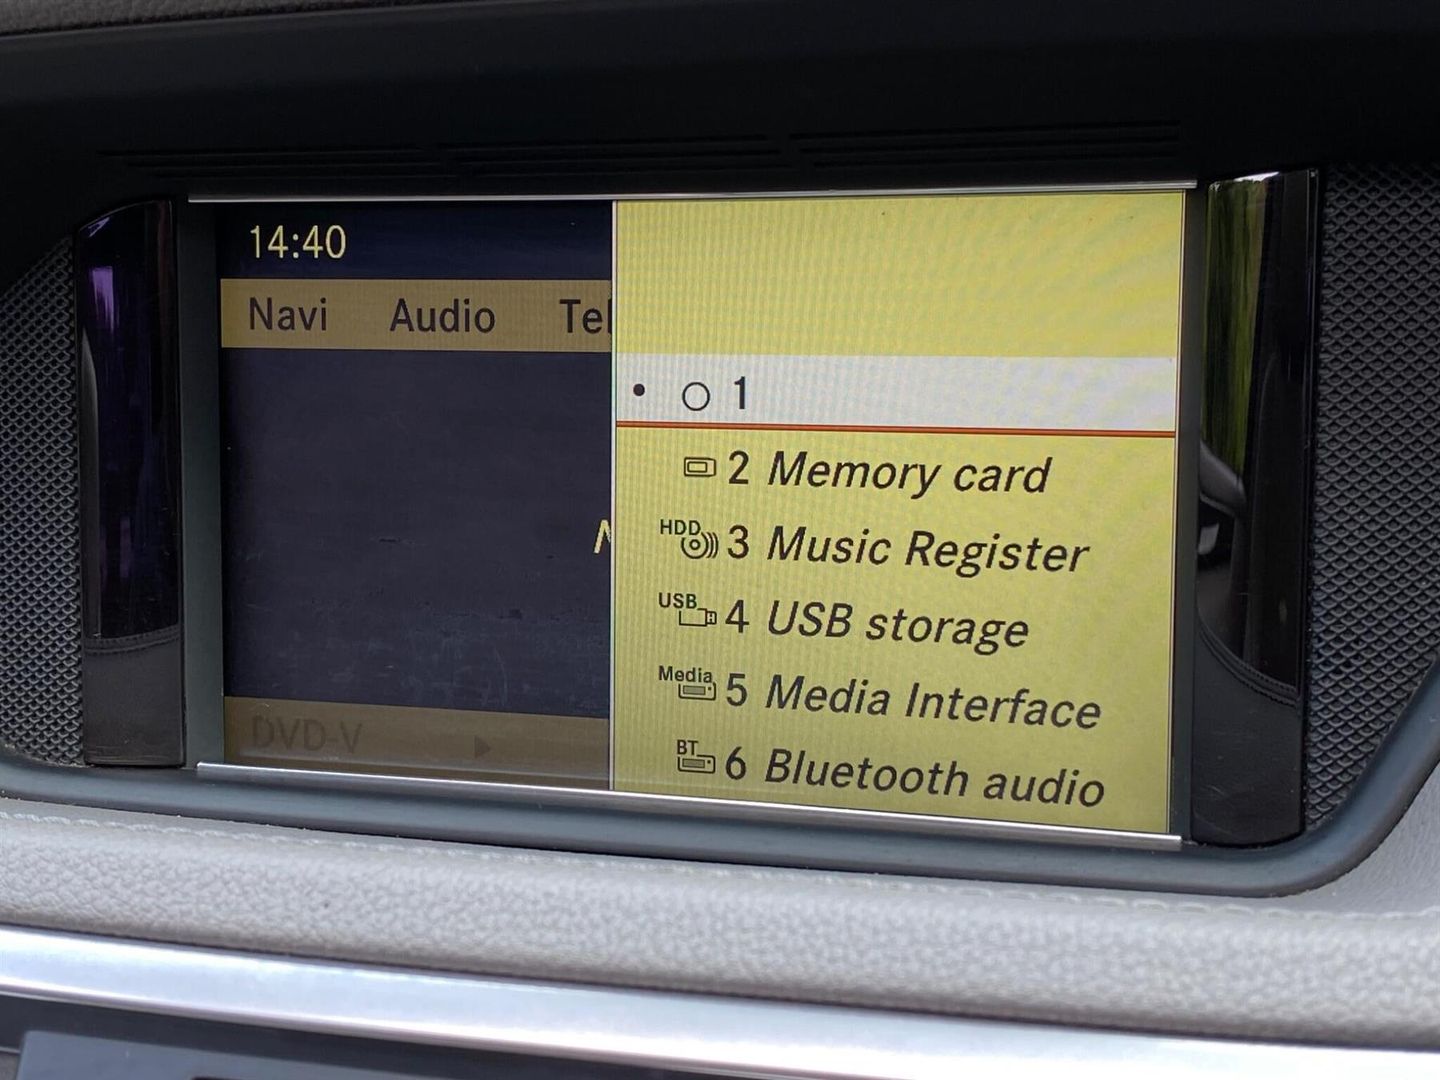 14:40
Navi Audio Tel
1
2 Memory card
HDD 3 Music Register
USB 4 USB storage
Media 5 Media Interface
BT 6 Bluetooth audio
DVD-V